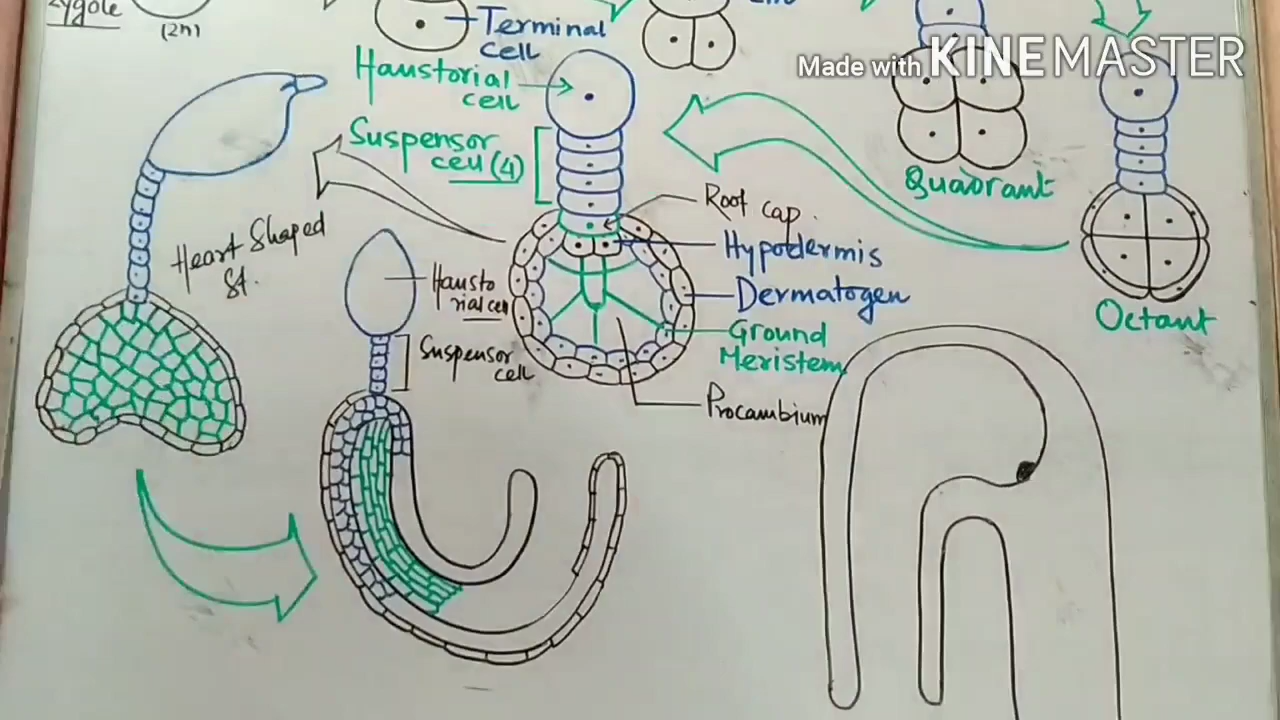 zygote
(2n)
Terminal
cell
Made with KINEMASTER
Haustorial
cell
Suspensor
cell (4)
Quadrant
Root cap.
Hypodermis
Dermatogen
Ground
Meristem
Procambium
Octant
Heart Shaped
St.
Hausto
rial cell
Suspensor
cell